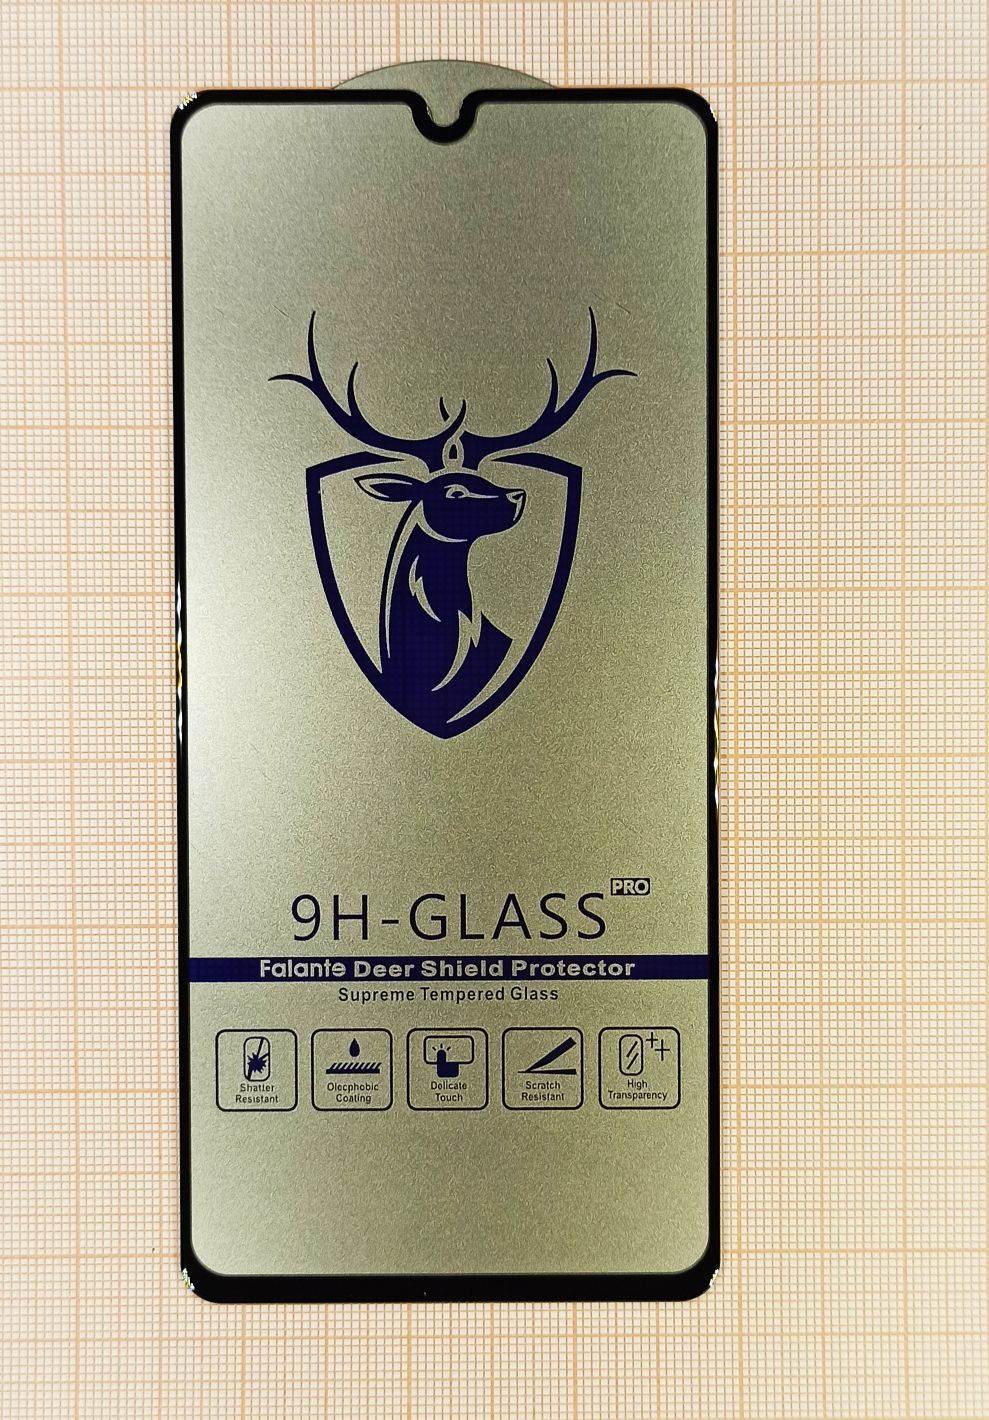 9H-GLASS PRO
Falante Deer Shield Protector
Supreme Tempered Glass
Shatter
Resistant
Olecphobic
Coating
Delicate
Touch
Scratch
Resistant
High
Transparency